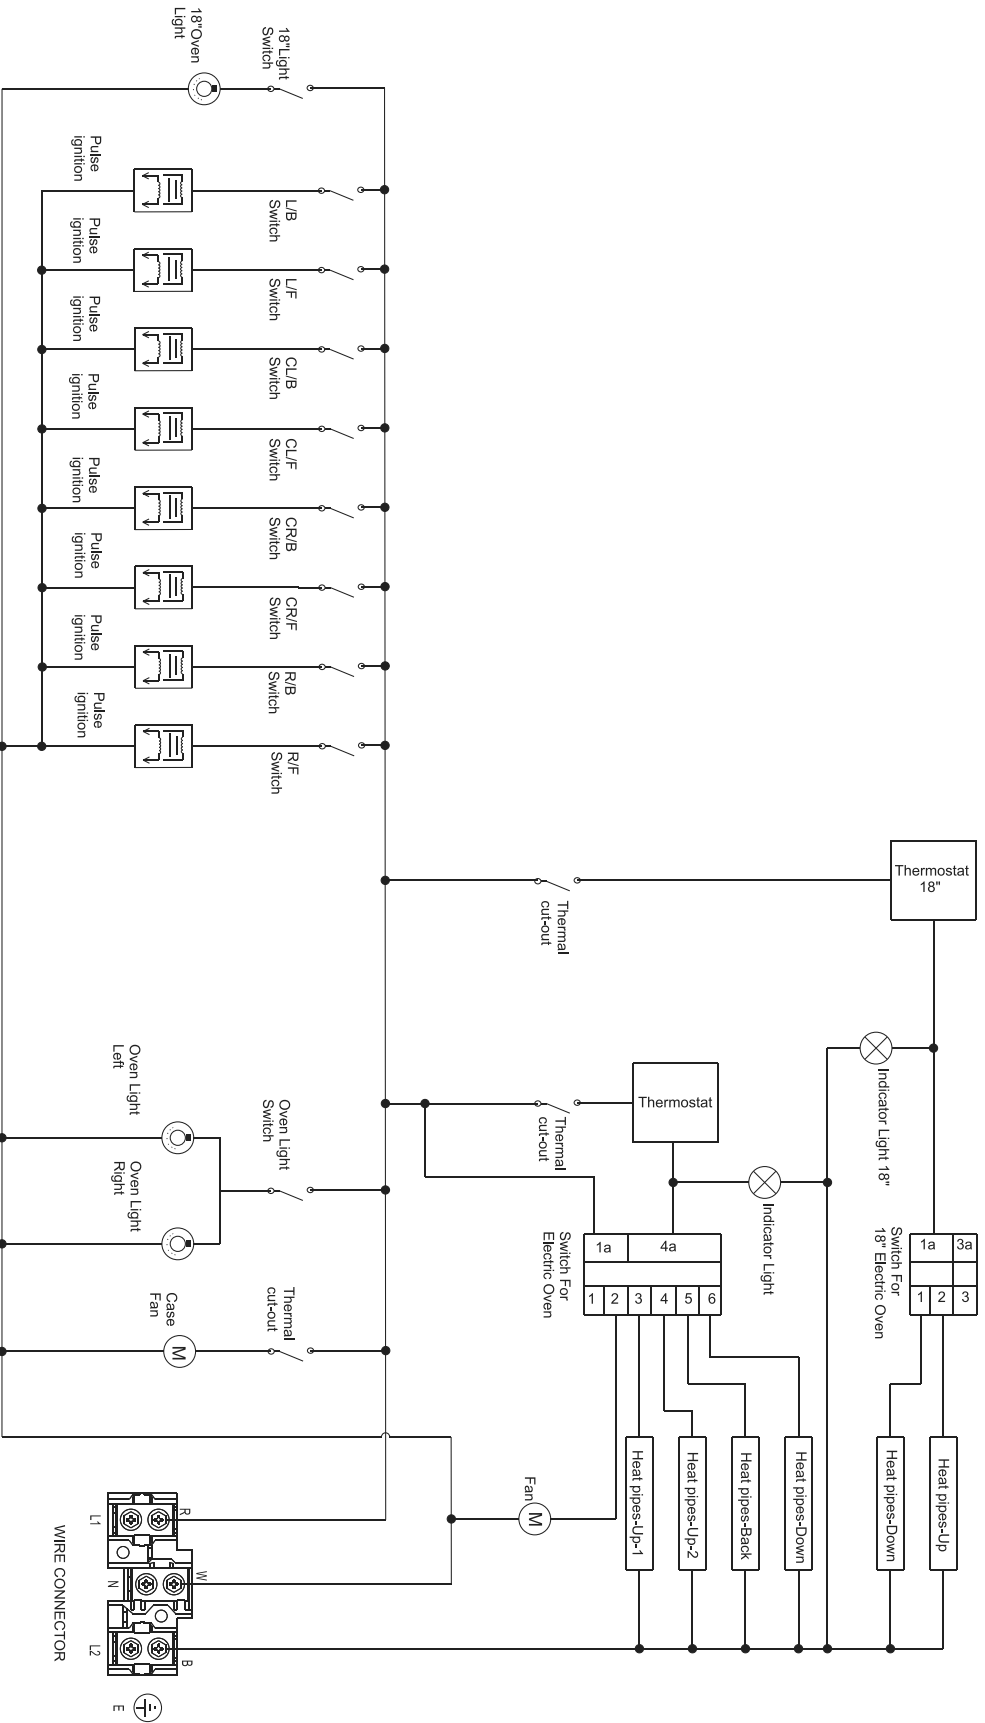 18"Oven
Light
18"Light
Switch
Pulse
ignition
L/B
Switch
Pulse
ignition
L/F
Switch
Pulse
ignition
CL/B
Switch
Pulse
ignition
CL/F
Switch
Pulse
ignition
CR/B
Switch
Pulse
ignition
CR/F
Switch
Pulse
ignition
R/B
Switch
Pulse
ignition
R/F
Switch
Thermostat
18"
Thermal
cut-out
Indicator Light 18"
Thermostat
Thermal
cut-out
Indicator Light
Oven Light
Left
Oven Light
Right
Oven Light
Switch
Switch For
Electric Oven
1a
4a
1
2
3
4
5
6
Switch For
18" Electric Oven
1a
3a
1
2
3
Case
Fan
M
Thermal
cut-out
Heat pipes-Up-1
Heat pipes-Up-2
Heat pipes-Back
Heat pipes-Down
Heat pipes-Down
Heat pipes-Up
Fan
M
WIRE CONNECTOR
L1
R
N
W
L2
B
E